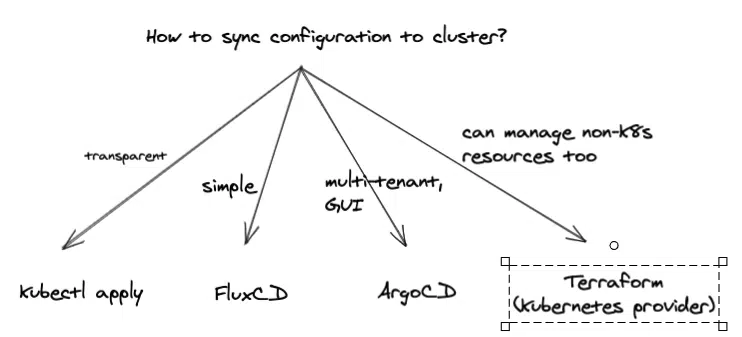 How to sync configuration to cluster?
can manage non-k8s
resources too
transparent
simple
multi-tenant,
GUI
Kubectl apply
FluxCD
ArgoCD
Terraform
(Kubernetes provider)